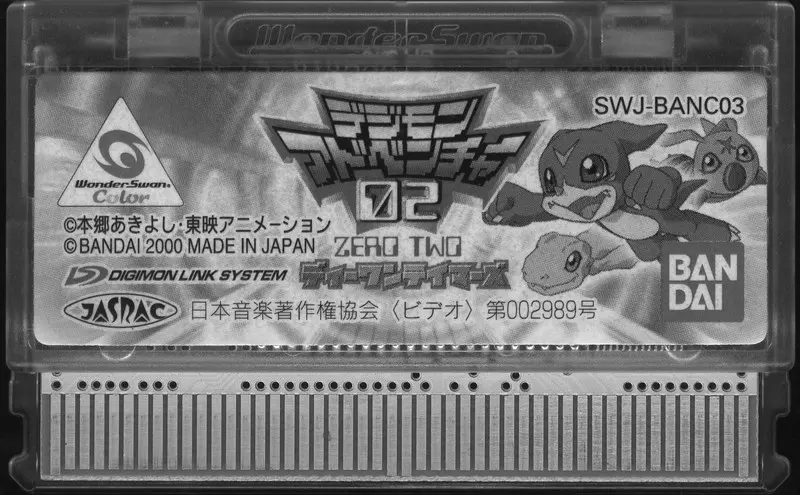 WonderSwan
SWJ-BANC03
デジモン
アドベンチャー
02
ZERO TWO
ディーワンテイマーズ
WonderSwan
Color
©本郷あきよし・東映アニメーション
©BANDAI 2000 MADE IN JAPAN
DIGIMON LINK SYSTEM
BAN
DAI
JASRAC
日本音楽著作権協会〈ビデオ〉第002989号